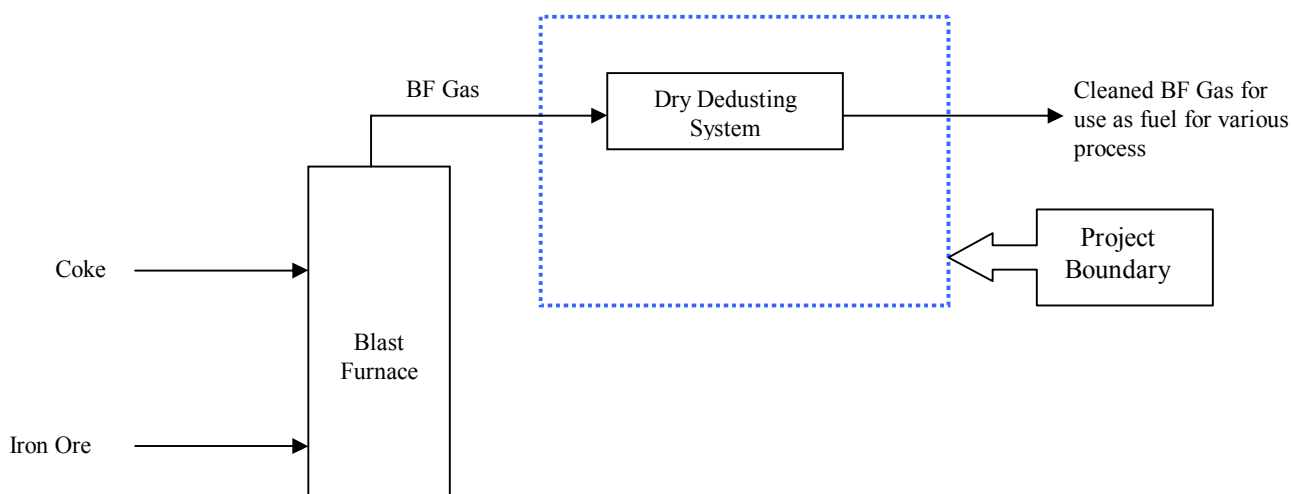 BF Gas
Dry Dedusting
System
Cleaned BF Gas for
use as fuel for various
process
Project
Boundary
Coke
Blast
Furnace
Iron Ore